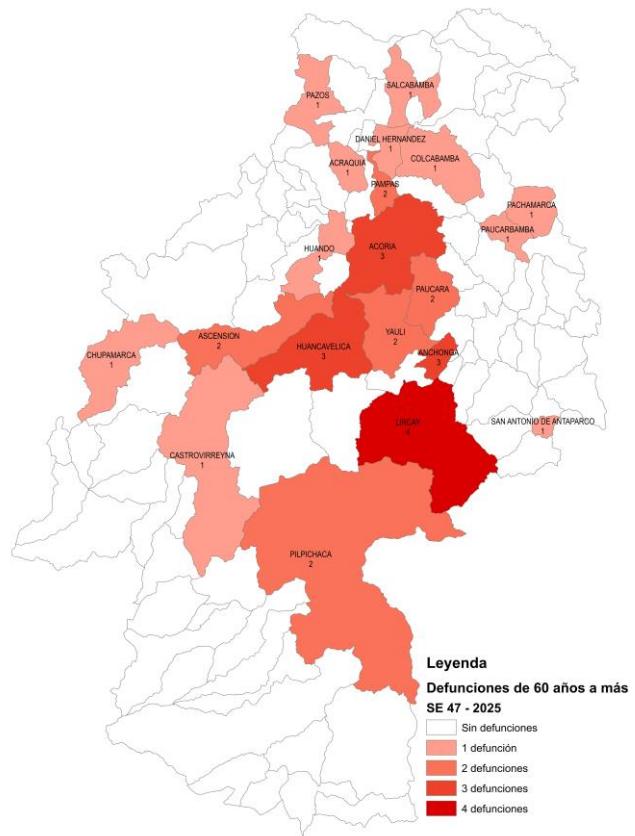 SALCABAMBA
1
PAZOS
1
DANIEL HERNANDEZ
1
COLCABAMBA
1
ACRAQUIA
1
PAMPAS
2
PACHAMARCA
1
PAUCARBAMBA
1
HUANDO
1
ACORIA
3
PAUCARA
2
ASCENSION
2
YAULI
2
HUANCAVELICA
3
CHUPAMARCA
1
ANCHONGA
3
SAN ANTONIO DE ANTAPARCO
1
LIRCAY
4
CASTROVIRREYNA
1
PILPICHACA
2
Leyenda
Defunciones de 60 años a más
SE 47 - 2025
Sin defunciones
1 defunción
2 defunciones
3 defunciones
4 defunciones